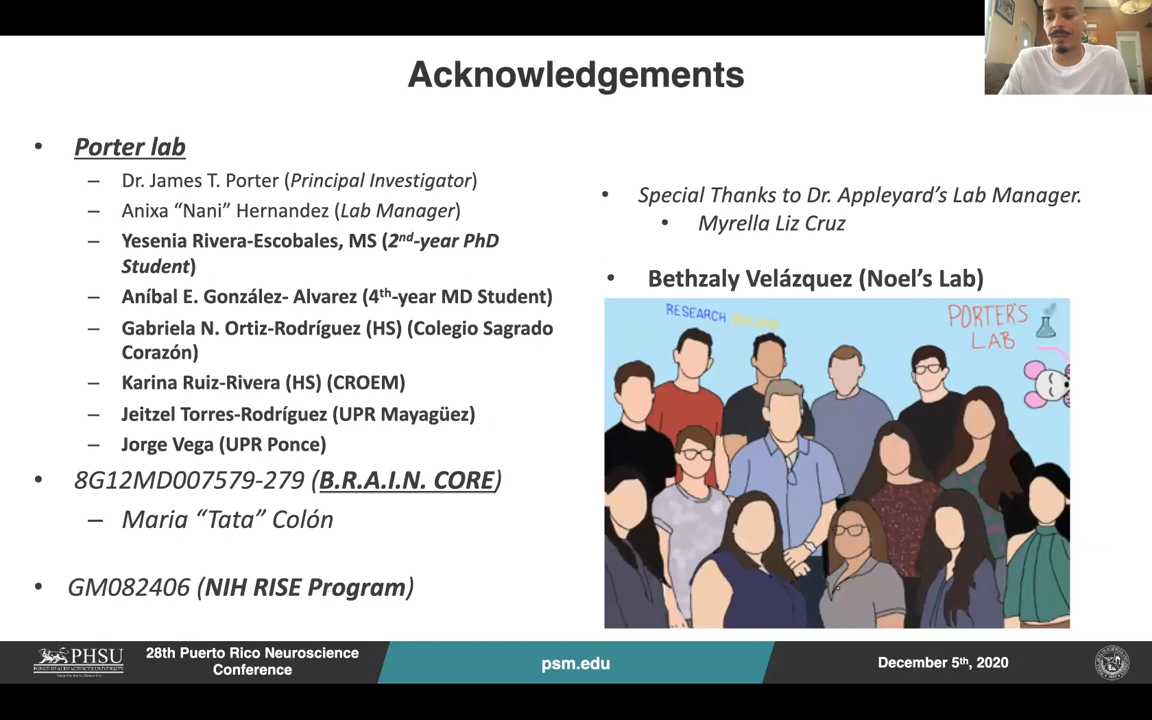 Acknowledgements
• Porter lab
– Dr. James T. Porter (Principal Investigator)
– Anixa “Nani” Hernandez (Lab Manager)
– Yesenia Rivera-Escobales, MS (2nd-year PhD
Student)
– Aníbal E. González- Alvarez (4th-year MD Student)
– Gabriela N. Ortiz-Rodríguez (HS) (Colegio Sagrado
Corazón)
– Karina Ruiz-Rivera (HS) (CROEM)
– Jeitzel Torres-Rodríguez (UPR Mayagüez)
– Jorge Vega (UPR Ponce)
• 8G12MD007579-279 (B.R.A.I.N. CORE)
– Maria “Tata” Colón
• GM082406 (NIH RISE Program)
• Special Thanks to Dr. Appleyard’s Lab Manager.
• Myrella Liz Cruz
• Bethzaly Velázquez (Noel’s Lab)
RESEARCH
PORTER'S
LAB
PHSU
PONCE HEALTH SCIENCES UNIVERSITY
28th Puerto Rico Neuroscience
Conference
psm.edu
December 5th, 2020